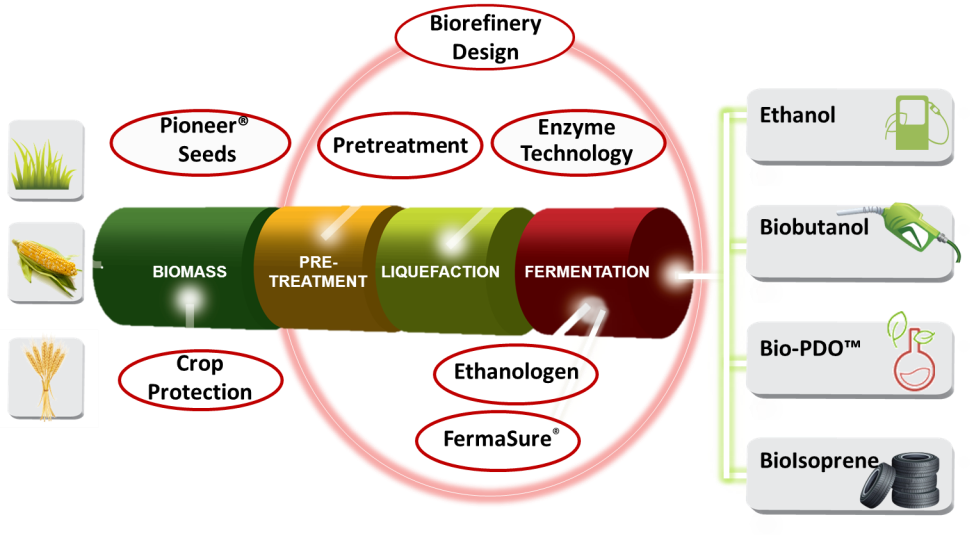 Biorefinery
Design
Pioneer®
Seeds
Pretreatment
Enzyme
Technology
BIOMASS
PRE-
TREATMENT
LIQUEFACTION
FERMENTATION
Crop
Protection
Ethanologen
FermaSure®
Ethanol
Biobutanol
Bio-PDO™
BioIsoprene